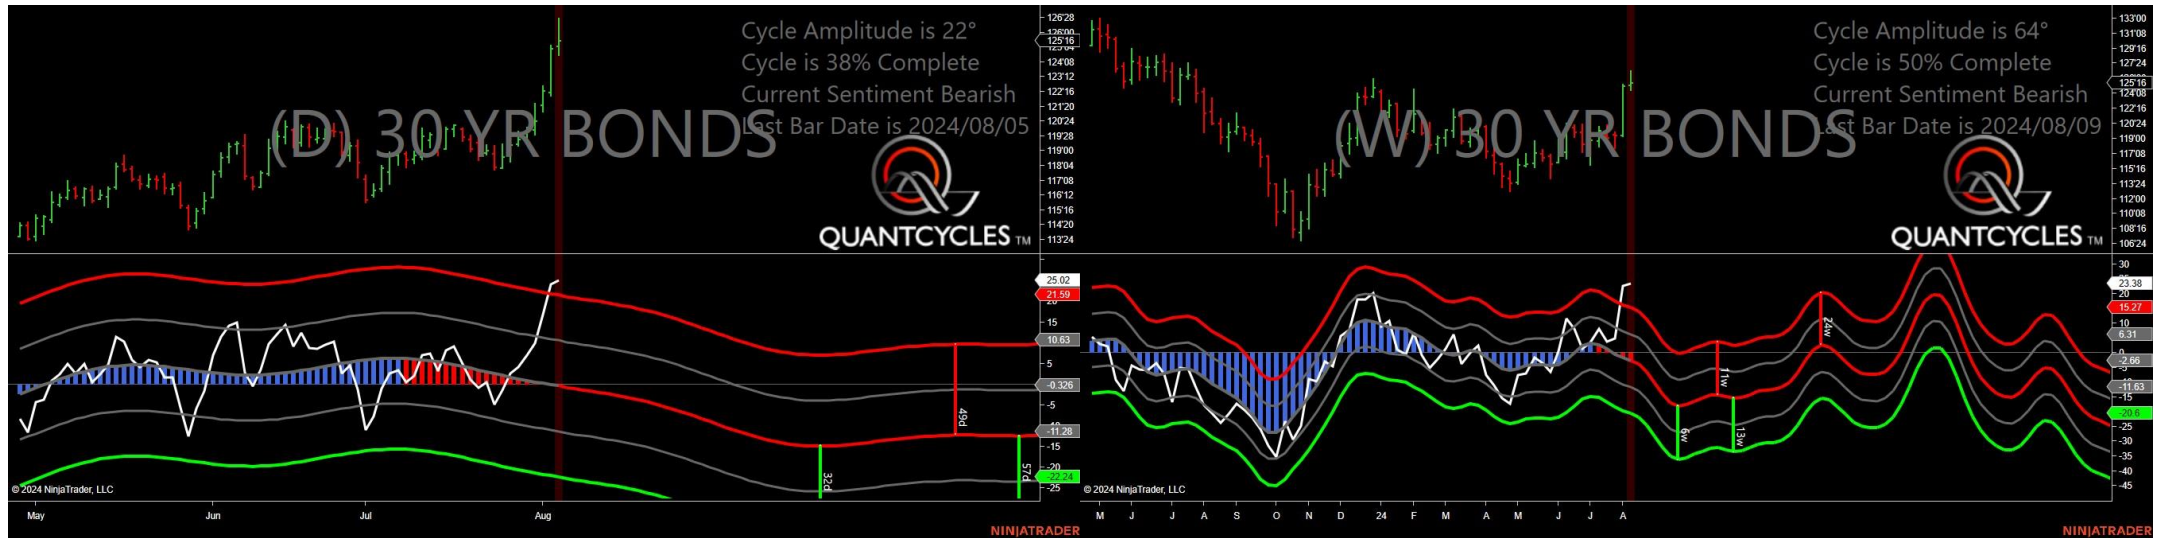 Cycle Amplitude is 22°
Cycle is 38% Complete
Current Sentiment Bearish
Last Bar Date is 2024/08/05
(D) 30 YR BONDS
QUANTCYCLES TM
126'28
126'00
125'16
124'08
123'12
122'16
121'20
120'24
119'28
119'00
118'04
117'08
116'12
115'16
114'20
113'24
25.02
21.59
15
10.63
5
-0.326
-5
-11.28
-15
-20
-22.24
-25
32d
49d
57d
© 2024 NinjaTrader, LLC
May Jun Jul Aug
NINJATRADER
Cycle Amplitude is 64°
Cycle is 50% Complete
Current Sentiment Bearish
Last Bar Date is 2024/08/09
(W) 30 YR BONDS
QUANTCYCLES TM
133'00
131'08
129'16
127'24
125'16
124'08
122'16
120'24
119'00
117'08
115'16
113'24
112'00
110'08
108'16
106'24
30
23.38
20
15.27
10
6.31
0
-2.66
-5
-11.63
-15
-20.6
-25
-30
-35
-40
-45
6w
11w
13w
24w
© 2024 NinjaTrader, LLC
M J J A S O N D 24 F M A M J J A
NINJATRADER